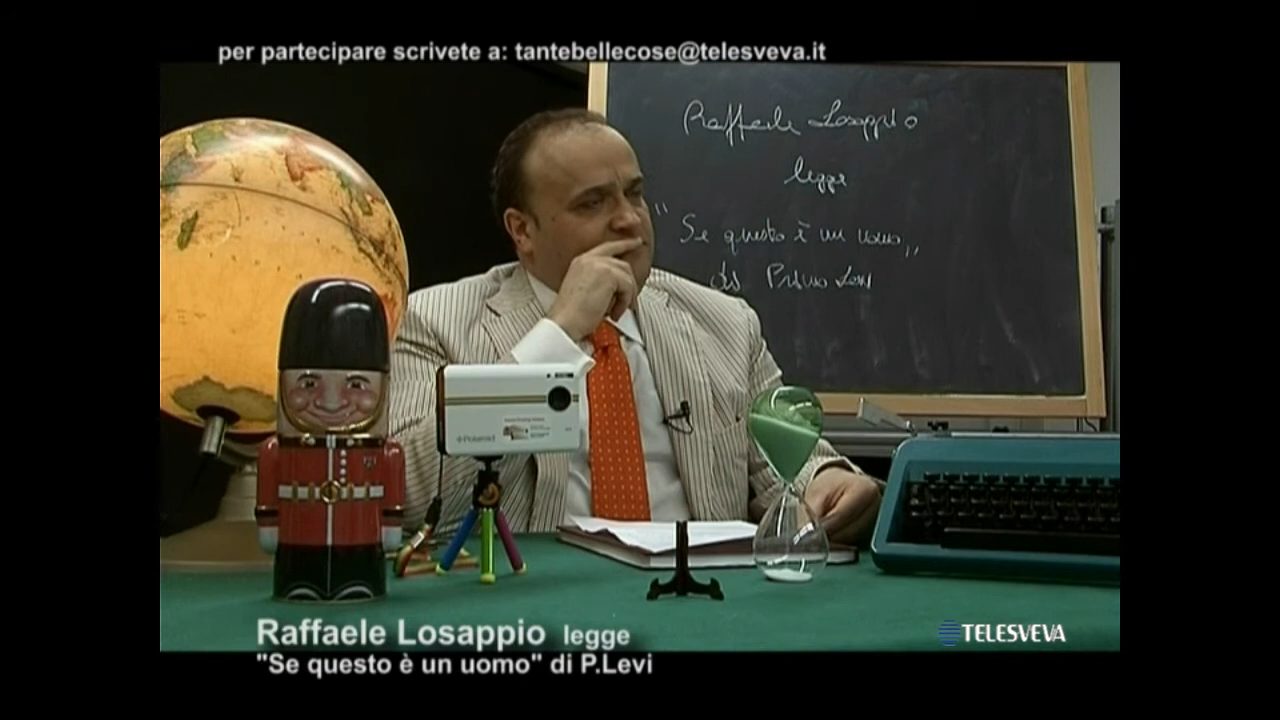 per partecipare scrivete a: tantebellecose@telesveva.it
Raffaele Losappio
legge
"Se questo è un uomo"
di Primo Levi
Polaroid
Raffaele Losappio legge
"Se questo è un uomo" di P.Levi
TELESVEVA